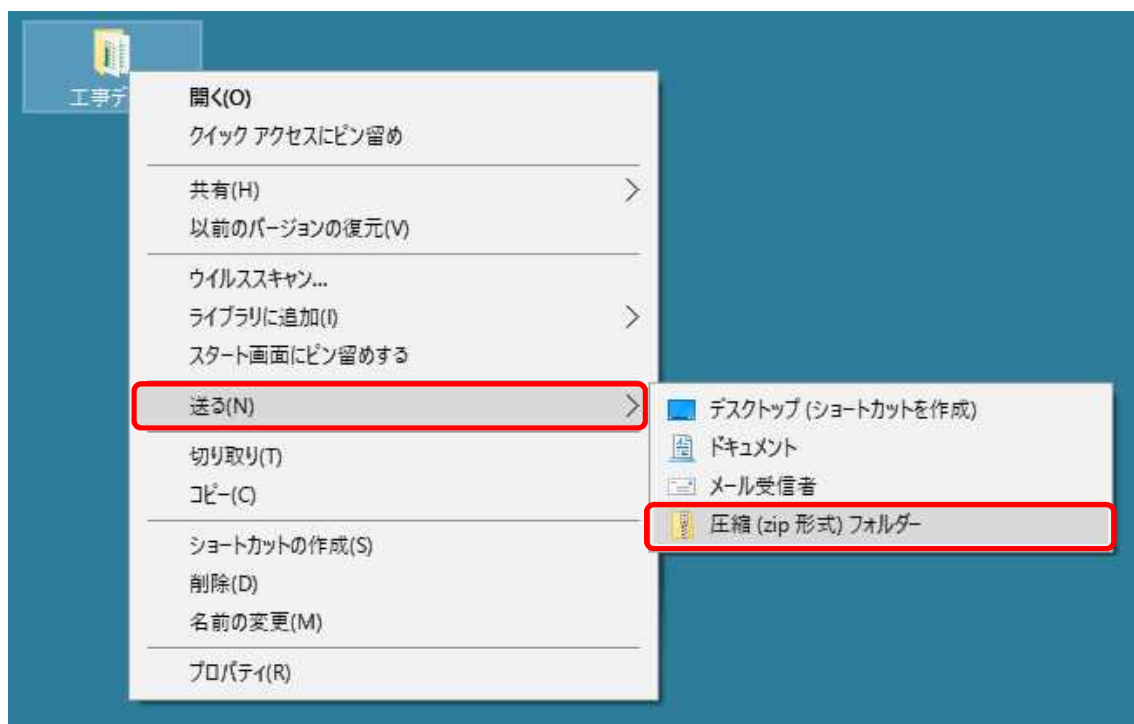 工事デ
開く(O)
クイック アクセスにピン留め
共有(H)
以前のバージョンの復元(V)
ウイルススキャン...
ライブラリに追加(I)
スタート画面にピン留めする
送る(N)
デスクトップ (ショートカットを作成)
ドキュメント
メール受信者
圧縮 (zip 形式) フォルダー
切り取り(T)
コピー(C)
ショートカットの作成(S)
削除(D)
名前の変更(M)
プロパティ(R)